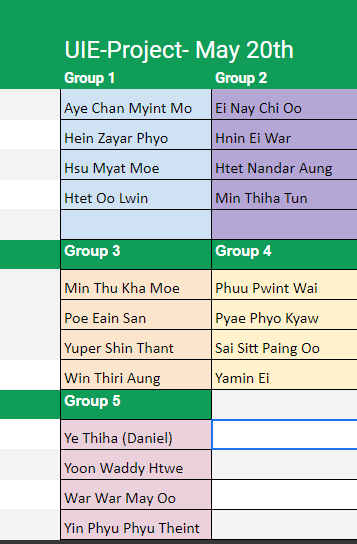 UIE-Project- May 20th
Group 1 Group 2
Aye Chan Myint Mo Ei Nay Chi Oo
Hein Zayar Phyo Hnin Ei War
Hsu Myat Moe Htet Nandar Aung
Htet Oo Lwin Min Thiha Tun
Group 3 Group 4
Min Thu Kha Moe Phuu Pwint Wai
Poe Eain San Pyae Phyo Kyaw
Yuper Shin Thant Sai Sitt Paing Oo
Win Thiri Aung Yamin Ei
Group 5
Ye Thiha (Daniel)
Yoon Waddy Htwe
War War May Oo
Yin Phyu Phyu Theint